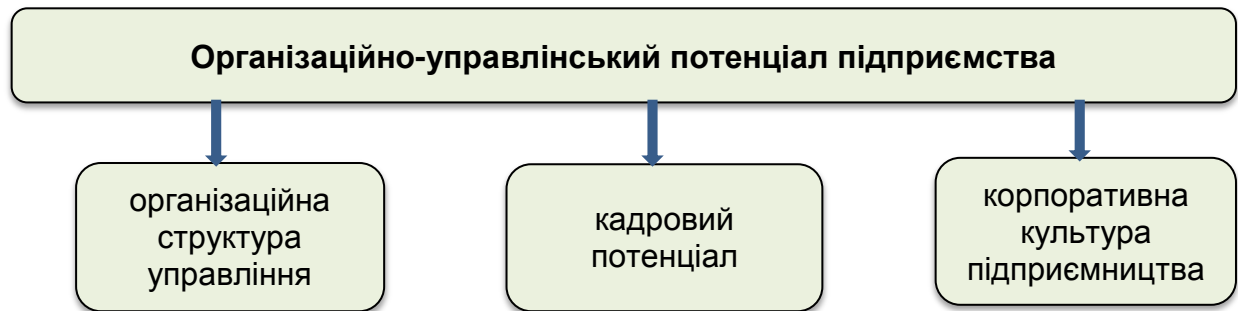 Організаційно-управлінський потенціал підприємства
організаційна
структура
управління
кадровий
потенціал
корпоративна
культура
підприємництва